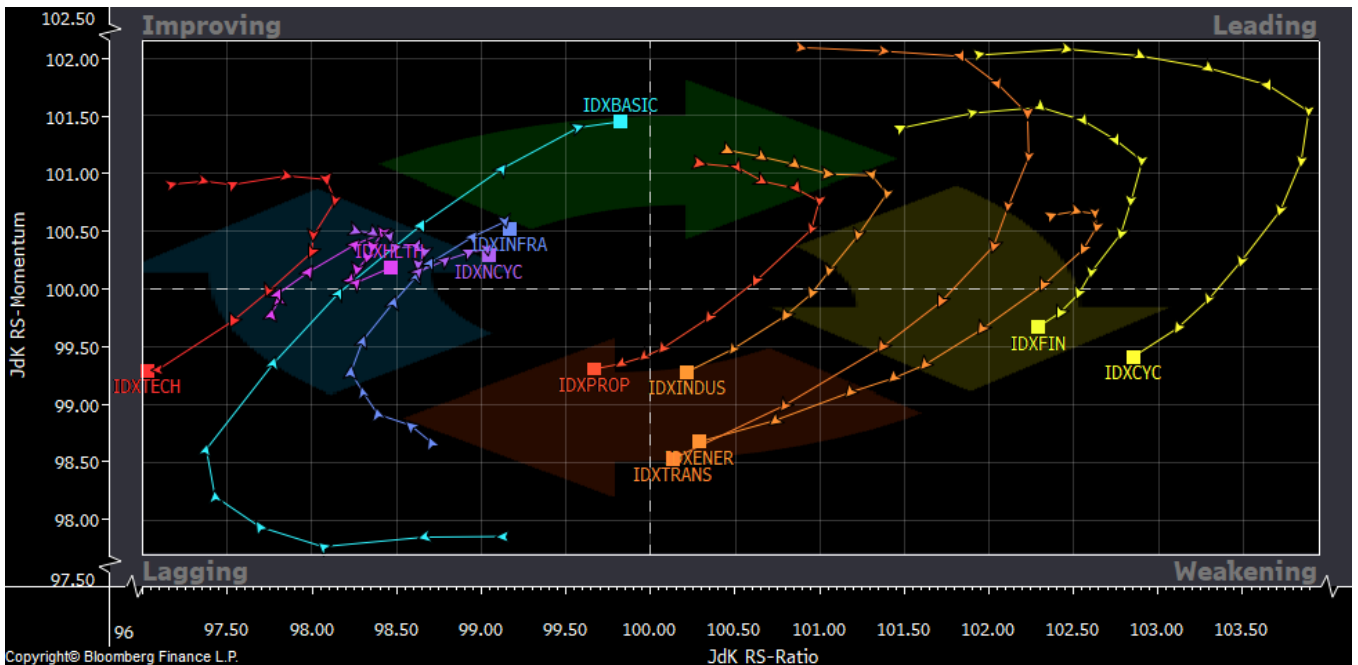 102.50
Improving
Leading
102.00
101.50
101.00
100.50
100.00
99.50
99.00
98.50
98.00
97.50
JdK RS-Momentum
IDXBASIC
IDXHLTH
IDXINFRA
IDXNCYC
IDXTECH
IDXPROP
IDXINDUS
IDXFIN
IDXCYC
IDXENER
IDXTRANS
Lagging
Weakening
96
97.50
98.00
98.50
99.00
99.50
100.00
100.50
101.00
101.50
102.00
102.50
103.00
103.50
Copyright© Bloomberg Finance L.P.
JdK RS-Ratio